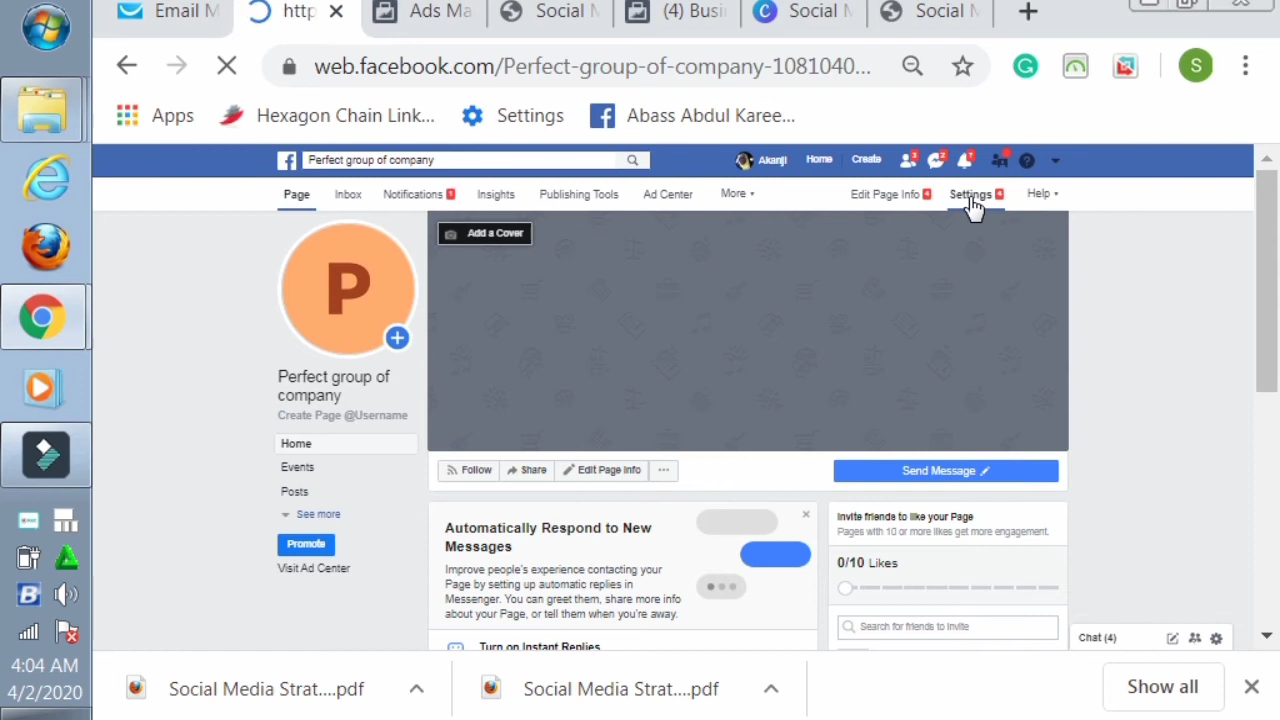 Email M
http
Ads Ma
Social M
(4) Busi
Social M
Social M
web.facebook.com/Perfect-group-of-company-1081040...
S
Apps
Hexagon Chain Link...
Settings
Abass Abdul Karee...
Perfect group of company
Akanji
Home
Create
Page
Inbox
Notifications 1
Insights
Publishing Tools
Ad Center
More
Edit Page Info 4
Settings 4
Help
Add a Cover
P
Perfect group of
company
Create Page @Username
Home
Events
Posts
See more
Promote
Visit Ad Center
Follow
Share
Edit Page Info
...
Send Message
Automatically Respond to New
Messages
Improve people's experience contacting your
Page by setting up automatic replies in
Messenger. You can greet them, share more info
about your Page, or tell them when you're away.
Turn on Instant Replies
Invite friends to like your Page
Pages with 10 or more likes get more engagement.
0/10 Likes
Search for friends to invite
Chat (4)
4:04 AM
4/2/2020
Social Media Strat....pdf
Social Media Strat....pdf
Show all